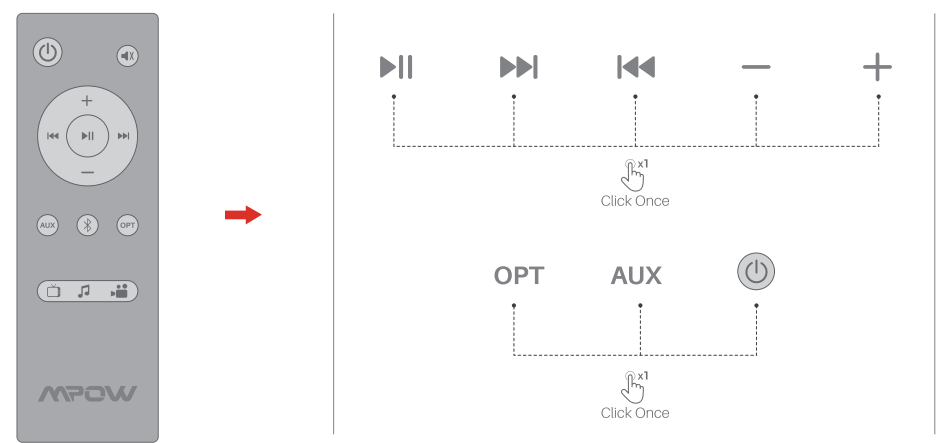 x1
Click Once
AUX
OPT
OPT AUX
x1
Click Once
MPOW